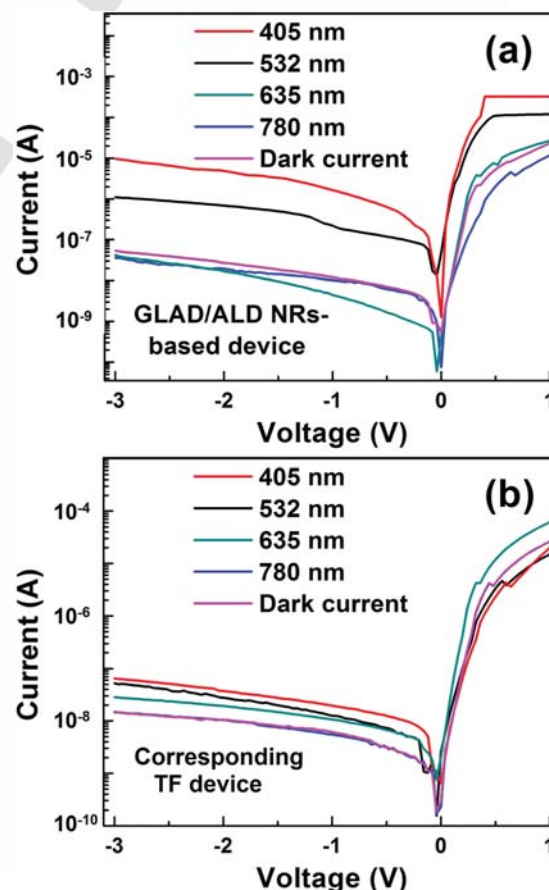 (a)
405 nm
532 nm
635 nm
780 nm
Dark current
10⁻³
10⁻⁵
10⁻⁷
10⁻⁹
Current (A)
GLAD/ALD NRs-
based device
-3 -2 -1 0 1
Voltage (V)
(b)
405 nm
532 nm
635 nm
780 nm
Dark current
10⁻⁴
10⁻⁶
10⁻⁸
10⁻¹⁰
Current (A)
Corresponding
TF device
-3 -2 -1 0 1
Voltage (V)